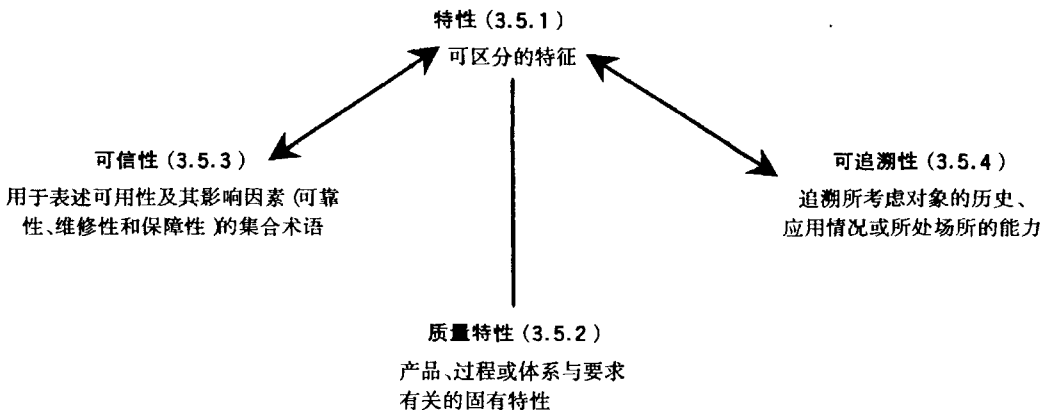 特性 (3.5.1)
可区分的特征
可信性 (3.5.3)
用于表述可用性及其影响因素 (可靠
性、维修性和保障性 )的集合术语
可追溯性 (3.5.4)
追溯所考虑对象的历史、
应用情况或所处场所的能力
质量特性 (3.5.2)
产品、过程或体系与要求
有关的固有特性